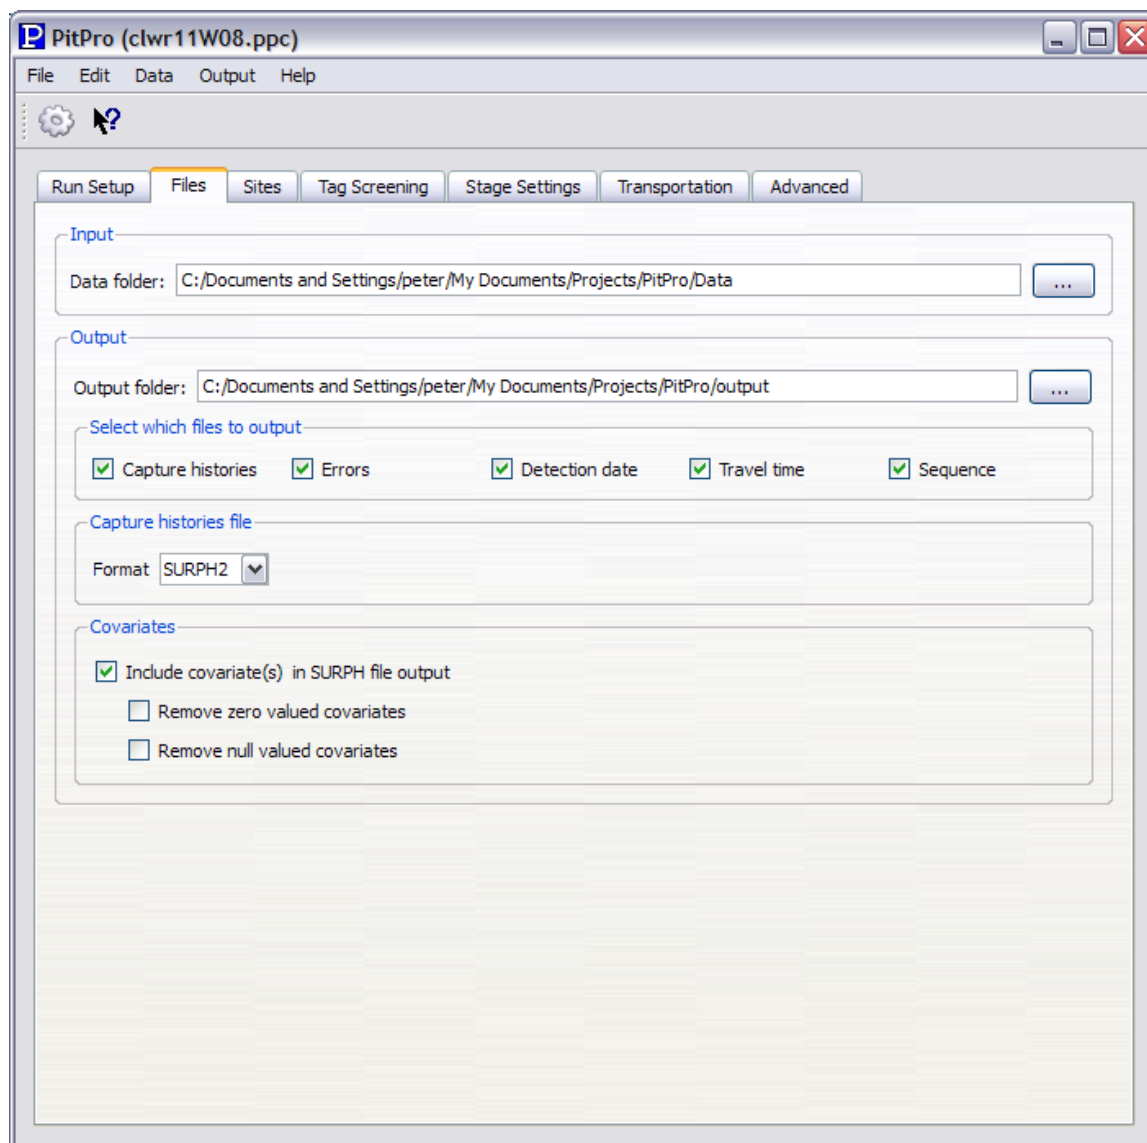 PitPro (clwr11W08.ppc)
File Edit Data Output Help
Run Setup Files Sites Tag Screening Stage Settings Transportation Advanced
Input
Data folder: C:/Documents and Settings/peter/My Documents/Projects/PitPro/Data ...
Output
Output folder: C:/Documents and Settings/peter/My Documents/Projects/PitPro/output ...
Select which files to output
Capture histories Errors Detection date Travel time Sequence
Capture histories file
Format SURPH2
Covariates
Include covariate(s) in SURPH file output
Remove zero valued covariates
Remove null valued covariates